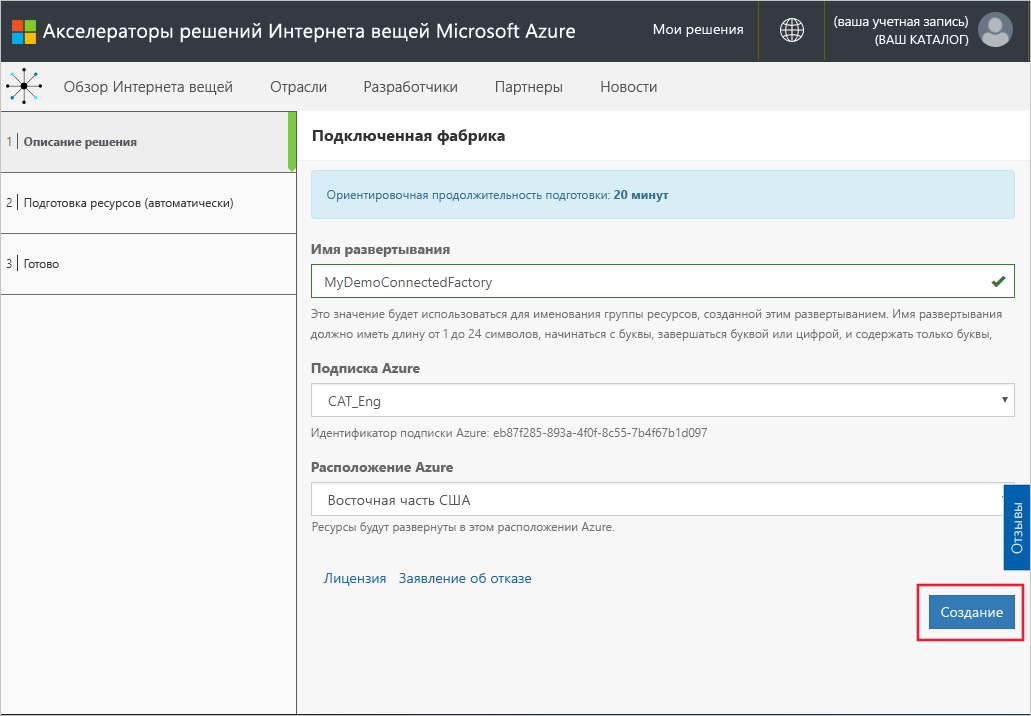 Акселераторы решений Интернета вещей Microsoft Azure
Мои решения
(ваша учетная запись)
(ВАШ КАТАЛОГ)
Обзор Интернета вещей
Отрасли
Разработчики
Партнеры
Новости
1 Описание решения
2 Подготовка ресурсов (автоматически)
3 Готово
Подключенная фабрика
Ориентировочная продолжительность подготовки: 20 минут
Имя развертывания
MyDemoConnectedFactory
Это значение будет использоваться для именования группы ресурсов, созданной этим развертыванием. Имя развертывания
должно иметь длину от 1 до 24 символов, начинаться с буквы, завершаться буквой или цифрой, и содержать только буквы,
Подписка Azure
CAT_Eng
Идентификатор подписки Azure: eb87f285-893a-4f0f-8c55-7b4f67b1d097
Расположение Azure
Восточная часть США
Ресурсы будут развернуты в этом расположении Azure.
Отзывы
Лицензия Заявление об отказе
Создание